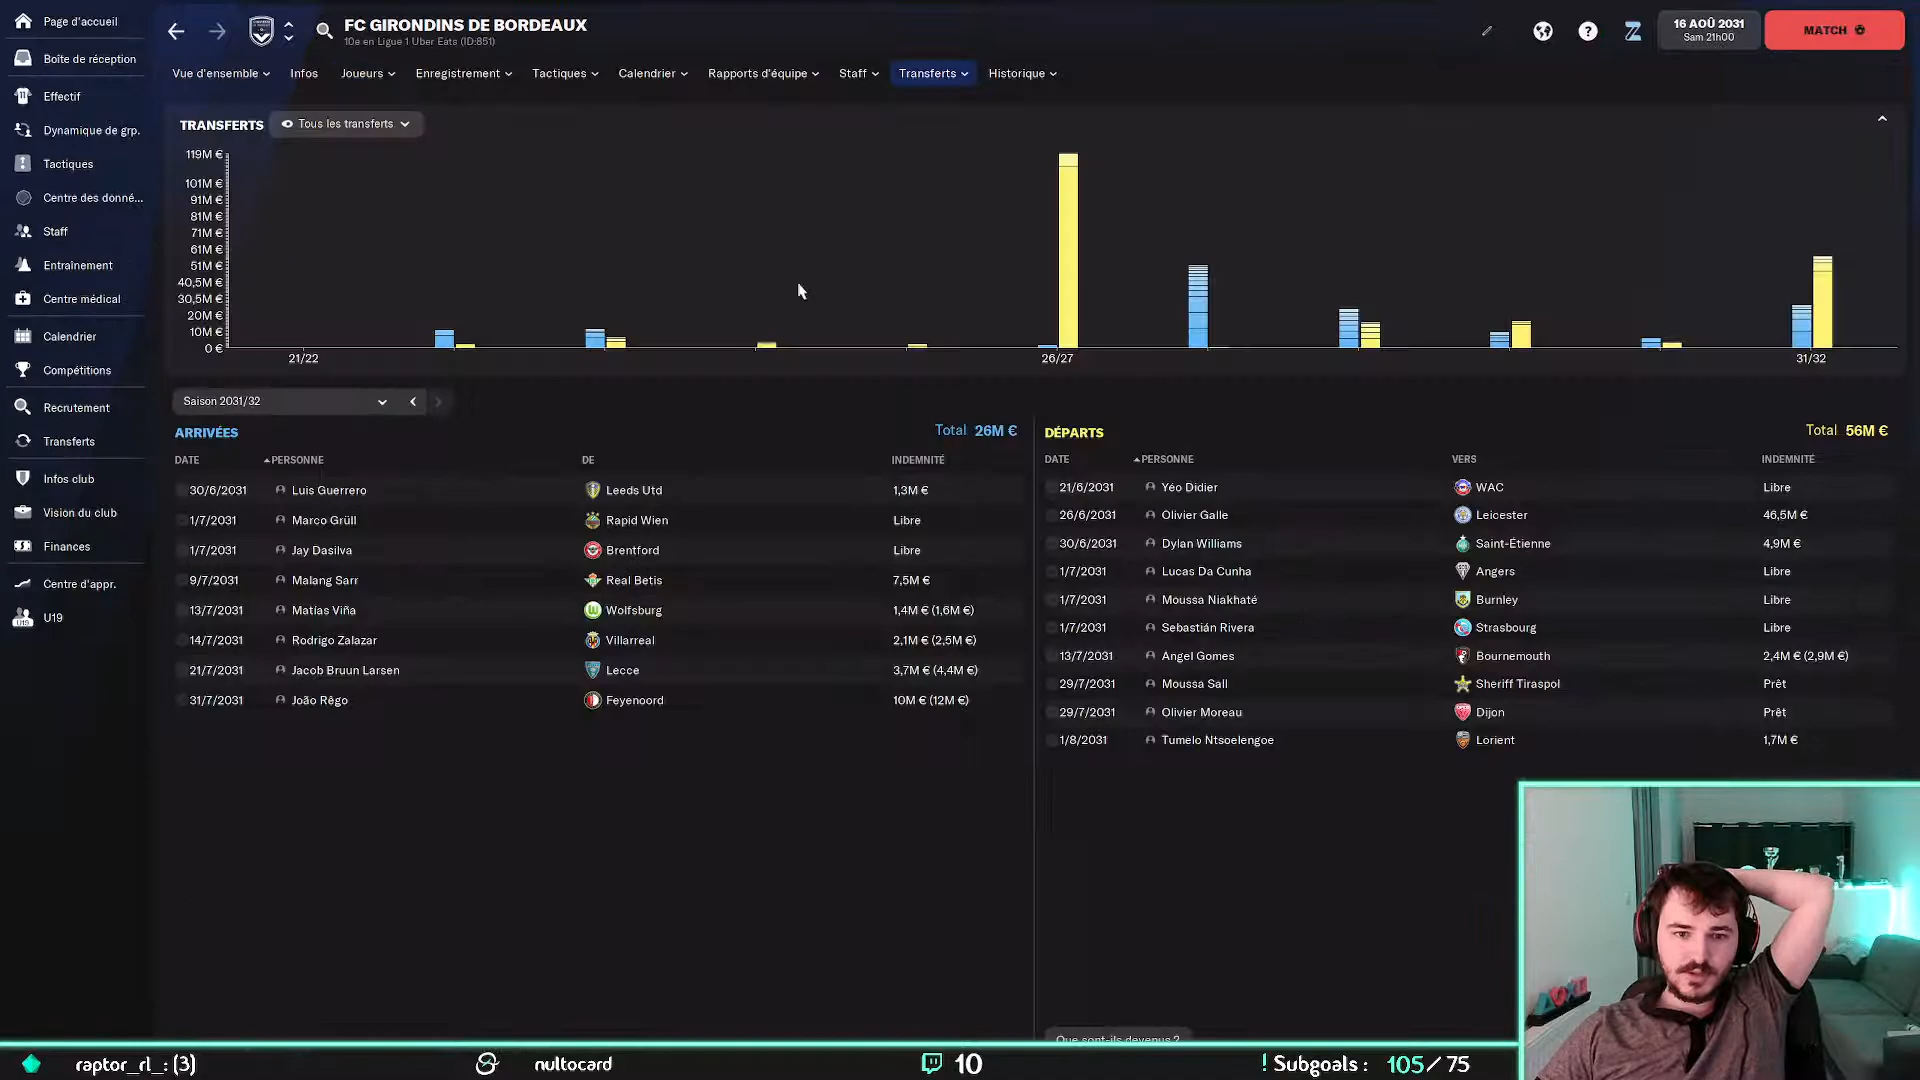 Page d'accueil
Boîte de réception
Effectif
Dynamique de grp.
Tactiques
Centre des donné...
Staff
Entraînement
Centre médical
Calendrier
Compétitions
Recrutement
Transferts
Infos club
Vision du club
Finances
Centre d'appr.
U19
FC GIRONDINS DE BORDEAUX
10e en Ligue 1 Uber Eats (ID:851)
16 AOÛ 2031
Sam 21h00
MATCH
Vue d'ensemble Infos Joueurs Enregistrement Tactiques Calendrier Rapports d'équipe Staff Transferts Historique
TRANSFERTS Tous les transferts
119M €
101M €
91M €
81M €
71M €
61M €
51M €
40,5M €
30,5M €
20M €
10M €
0 €
21/22 26/27 31/32
Saison 2031/32
ARRIVÉES Total 26M €
DATE PERSONNE DE INDEMNITÉ
30/6/2031 Luis Guerrero Leeds Utd 1,3M €
1/7/2031 Marco Grüll Rapid Wien Libre
1/7/2031 Jay Dasilva Brentford Libre
9/7/2031 Malang Sarr Real Betis 7,5M €
13/7/2031 Matías Viña Wolfsburg 1,4M € (1,6M €)
14/7/2031 Rodrigo Zalazar Villarreal 2,1M € (2,5M €)
21/7/2031 Jacob Bruun Larsen Lecce 3,7M € (4,4M €)
31/7/2031 João Rêgo Feyenoord 10M € (12M €)
DÉPARTS Total 56M €
DATE PERSONNE VERS INDEMNITÉ
21/6/2031 Yéo Didier WAC Libre
26/6/2031 Olivier Galle Leicester 46,5M €
30/6/2031 Dylan Williams Saint-Étienne 4,9M €
1/7/2031 Lucas Da Cunha Angers Libre
1/7/2031 Moussa Niakhaté Burnley Libre
1/7/2031 Sebastián Rivera Strasbourg Libre
13/7/2031 Angel Gomes Bournemouth 2,4M € (2,9M €)
29/7/2031 Moussa Sall Sheriff Tiraspol Prêt
29/7/2031 Olivier Moreau Dijon Prêt
1/8/2031 Tumelo Ntsoelengoe Lorient 1,7M €
Que sont-ils devenus ?
raptor_rl_: (3) nultocard 10 ! Subgoals : 105/ 75